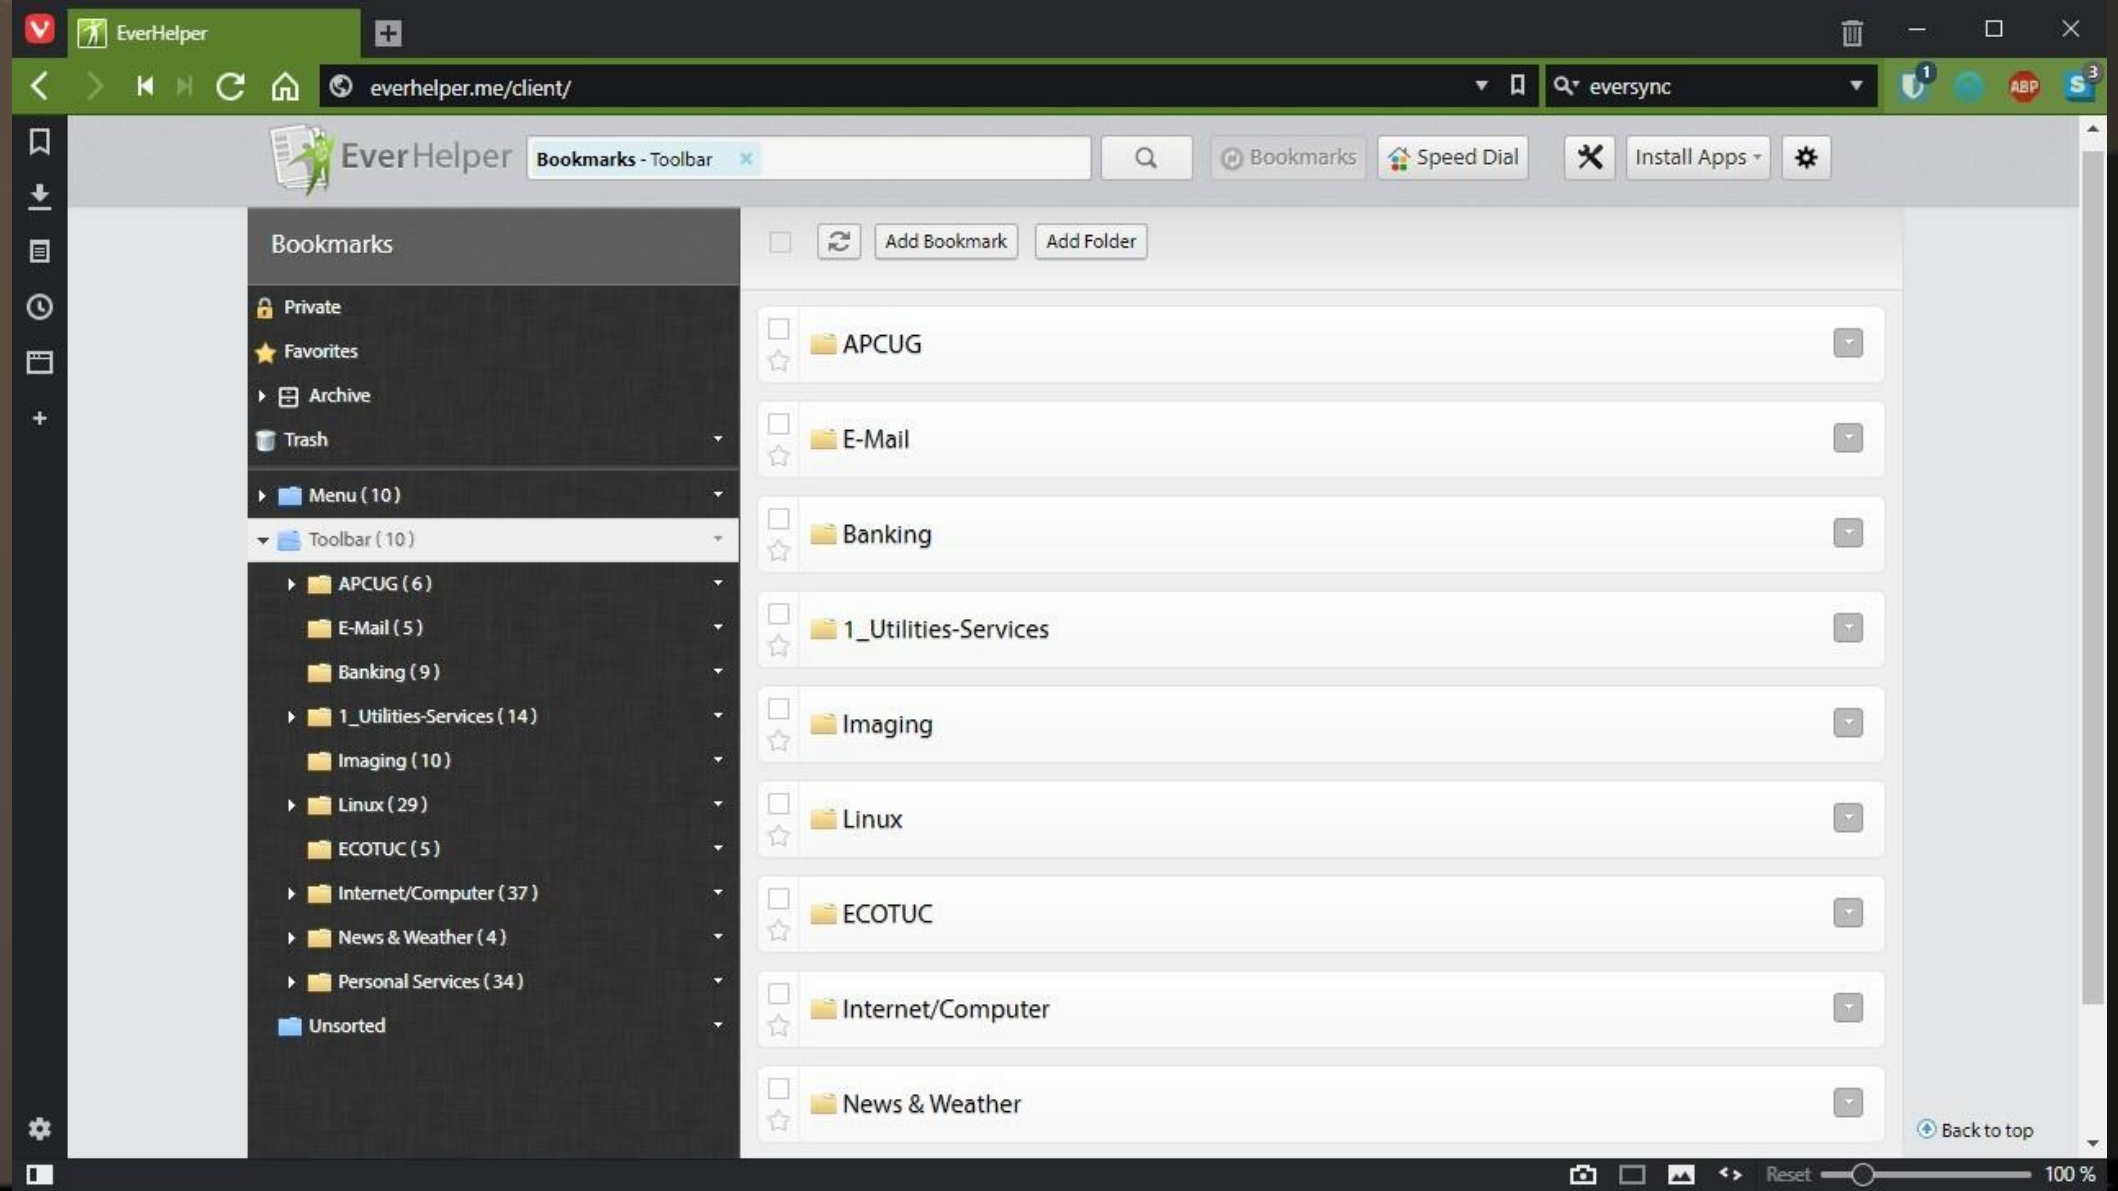 EverHelper
everhelper.me/client/
eversync
1
ABP
S
3
EverHelper
Bookmarks - Toolbar
Bookmarks
Speed Dial
Install Apps
Bookmarks
Add Bookmark
Add Folder
Private
Favorites
Archive
Trash
Menu ( 10 )
Toolbar ( 10 )
APCUG ( 6 )
E-Mail ( 5 )
Banking ( 9 )
1_Utilities-Services ( 14 )
Imaging ( 10 )
Linux ( 29 )
ECOTUC ( 5 )
Internet/Computer ( 37 )
News & Weather ( 4 )
Personal Services ( 34 )
Unsorted
APCUG
E-Mail
Banking
1_Utilities-Services
Imaging
Linux
ECOTUC
Internet/Computer
News & Weather
Back to top
Reset
100 %